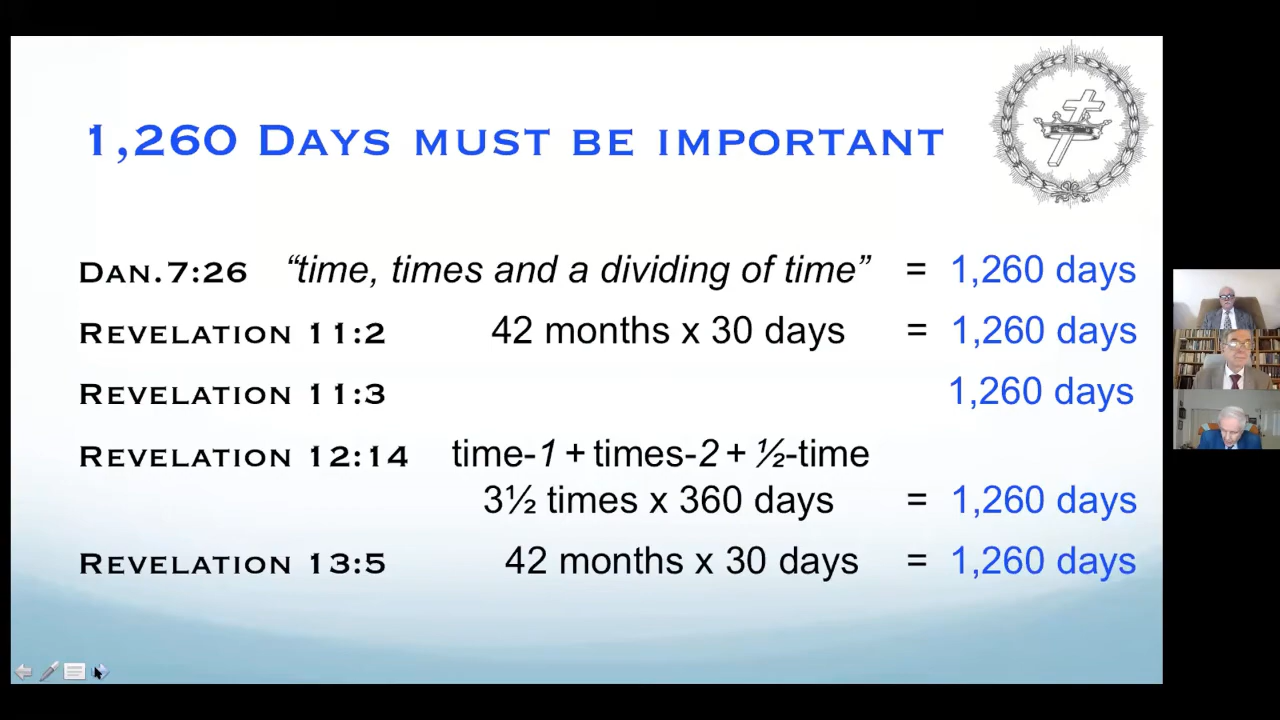 1,260 Days must be important
Dan.7:26 “time, times and a dividing of time” = 1,260 days
Revelation 11:2 42 months x 30 days = 1,260 days
Revelation 11:3 1,260 days
Revelation 12:14 time-1 + times-2 + ½-time
3½ times x 360 days = 1,260 days
Revelation 13:5 42 months x 30 days = 1,260 days